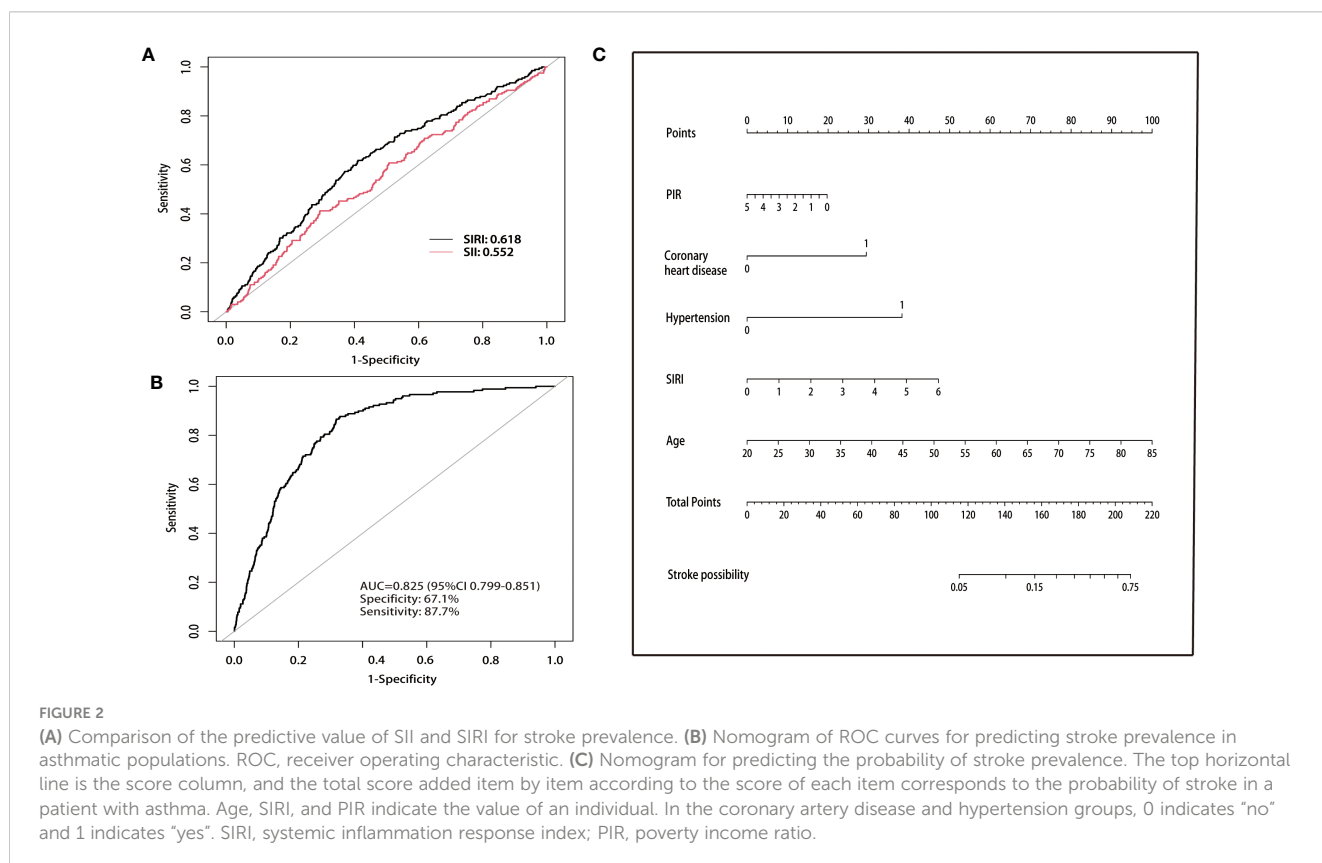 A
1.0
0.8
0.6
0.4
0.2
0.0
Sensitivity
SIRI: 0.618
SII: 0.552
0.0 0.2 0.4 0.6 0.8 1.0
1-Specificity
B
1.0
0.8
0.6
0.4
0.2
0.0
Sensitivity
AUC=0.825 (95%CI 0.799-0.851)
Specificity: 67.1%
Sensitivity: 87.7%
0.0 0.2 0.4 0.6 0.8 1.0
1-Specificity
C
0 10 20 30 40 50 60 70 80 90 100
Points
PIR
5 4 3 2 1 0
1
Coronary
heart disease
0
1
Hypertension
0
SIRI
0 1 2 3 4 5 6
Age
20 25 30 35 40 45 50 55 60 65 70 75 80 85
Total Points
0 20 40 60 80 100 120 140 160 180 200 220
Stroke possibility
0.05 0.15 0.75
FIGURE 2
(A) Comparison of the predictive value of SII and SIRI for stroke prevalence. (B) Nomogram of ROC curves for predicting stroke prevalence in
asthmatic populations. ROC, receiver operating characteristic. (C) Nomogram for predicting the probability of stroke prevalence. The top horizontal
line is the score column, and the total score added item by item according to the score of each item corresponds to the probability of stroke in a
patient with asthma. Age, SIRI, and PIR indicate the value of an individual. In the coronary artery disease and hypertension groups, 0 indicates “no”
and 1 indicates “yes”. SIRI, systemic inflammation response index; PIR, poverty income ratio.